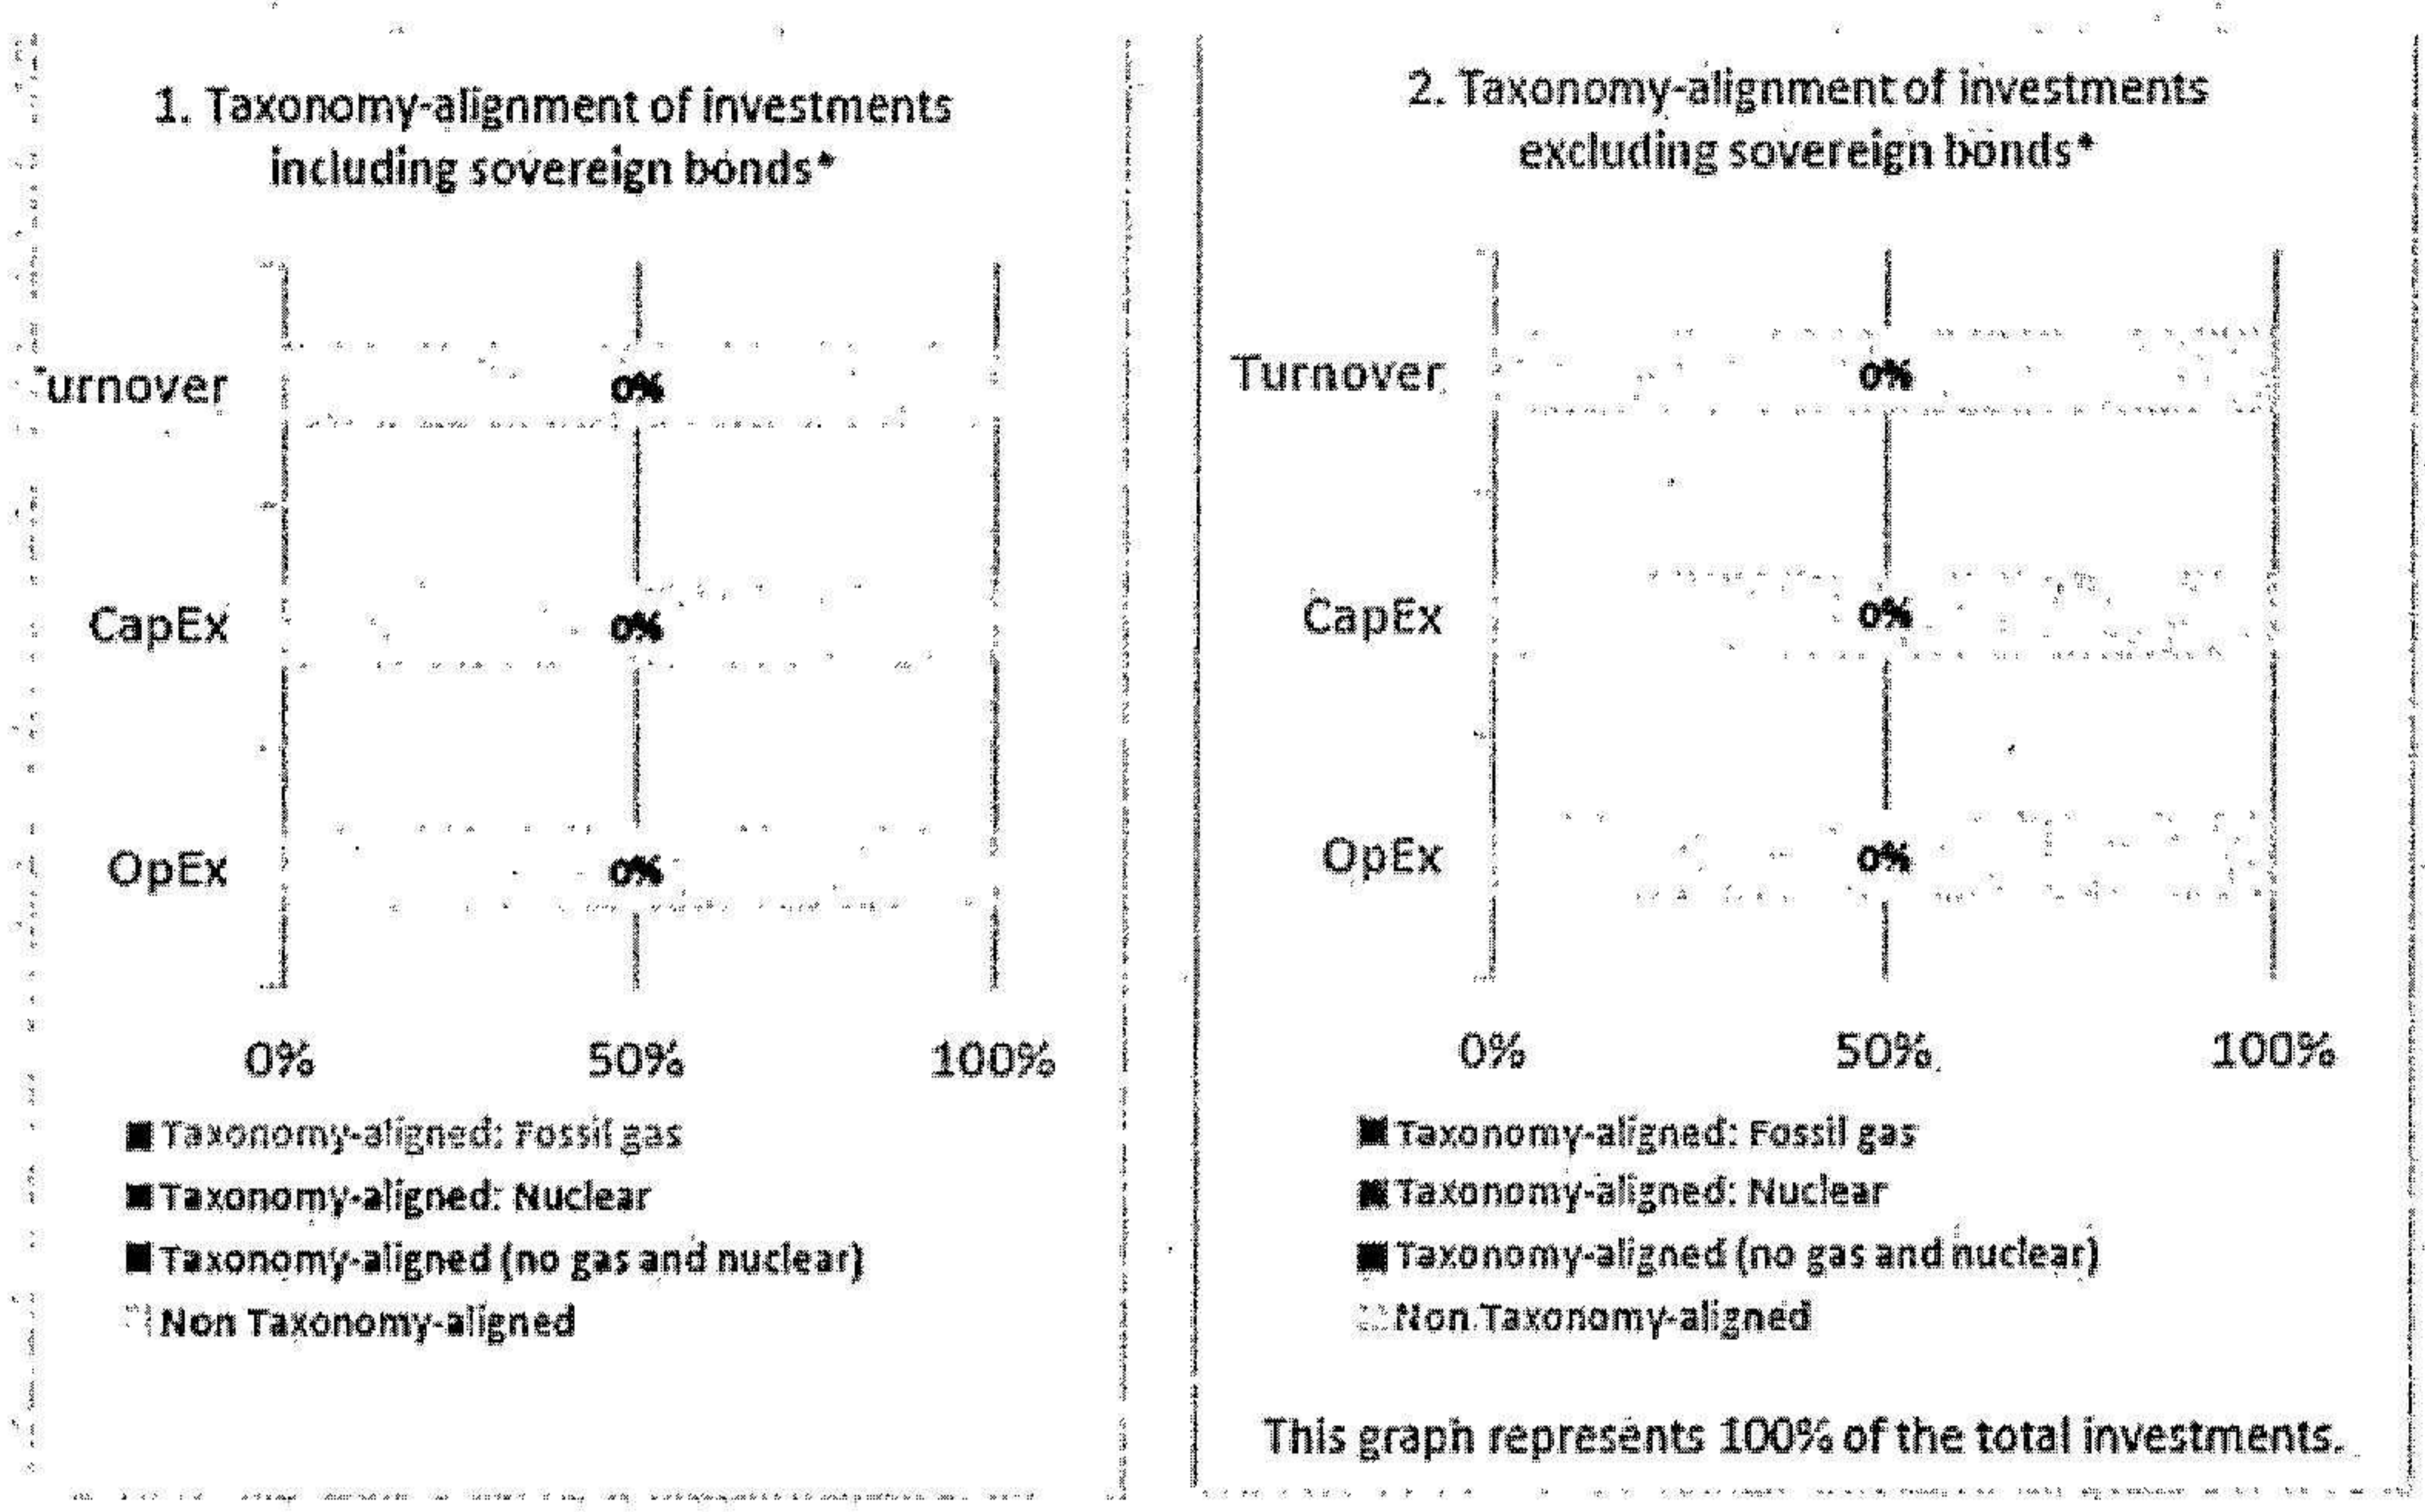 1. Taxonomy-alignment of investments
including sovereign bonds*
urnover
0%
CapEx
0%
OpEx
0%
0% 50% 100%
Taxonomy-aligned: Fossil gas
Taxonomy-aligned: Nuclear
Taxonomy-aligned (no gas and nuclear)
Non Taxonomy-aligned
2. Taxonomy-alignment of investments
excluding sovereign bonds*
Turnover
0%
CapEx
0%
OpEx
0%
0% 50% 100%
Taxonomy-aligned: Fossil gas
Taxonomy-aligned: Nuclear
Taxonomy-aligned (no gas and nuclear)
Non Taxonomy-aligned
This graph represents 100% of the total investments.